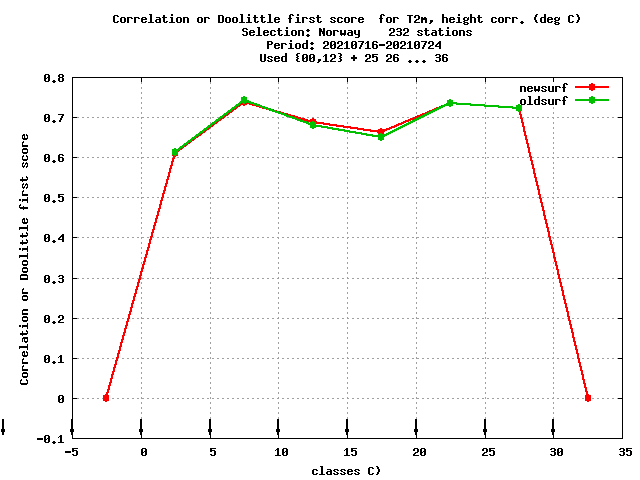 Correlation or Doolittle first score  for T2m, height corr. (deg C)
Selection: Norway    232 stations
Period: 20210716-20210724
Used {00,12} + 25 26 ... 36
newsurf
oldsurf
0.8
0.7
0.6
0.5
0.4
0.3
0.2
0.1
0
-0.1
Correlation or Doolittle first score
-5 0 5 10 15 20 25 30 35
classes C)